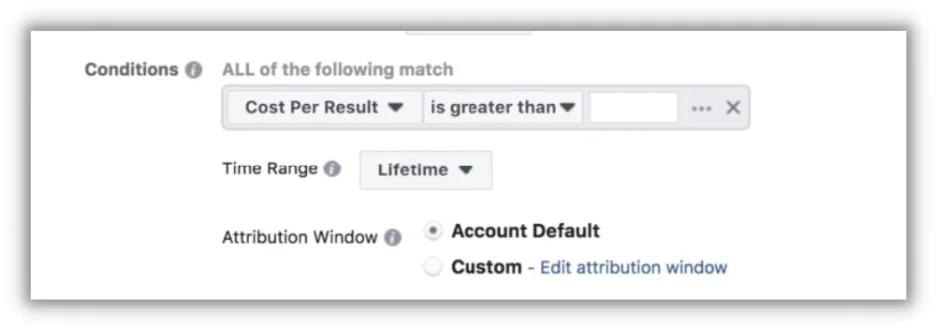 Conditions ALL of the following match
Cost Per Result is greater than
Time Range Lifetime
Attribution Window Account Default
Custom - Edit attribution window